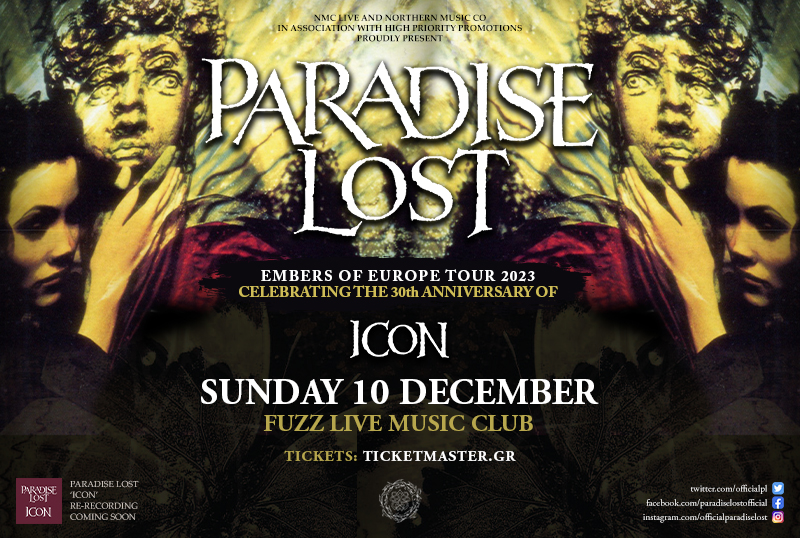 NMC LIVE AND NORTHERN MUSIC CO
IN ASSOCIATION WITH HIGH PRIORITY PROMOTIONS
PROUDLY PRESENT
PARADISE
LOST
EMBERS OF EUROPE TOUR 2023
CELEBRATING THE 30th ANNIVERSARY OF
ICON
SUNDAY 10 DECEMBER
FUZZ LIVE MUSIC CLUB
TICKETS: TICKETMASTER.GR
PARADISE
LOST
ICON
PARADISE LOST
'ICON'
RE-RECORDING
COMING SOON
twitter.com/officialpl
facebook.com/paradiselostofficial
instagram.com/officialparadiselost